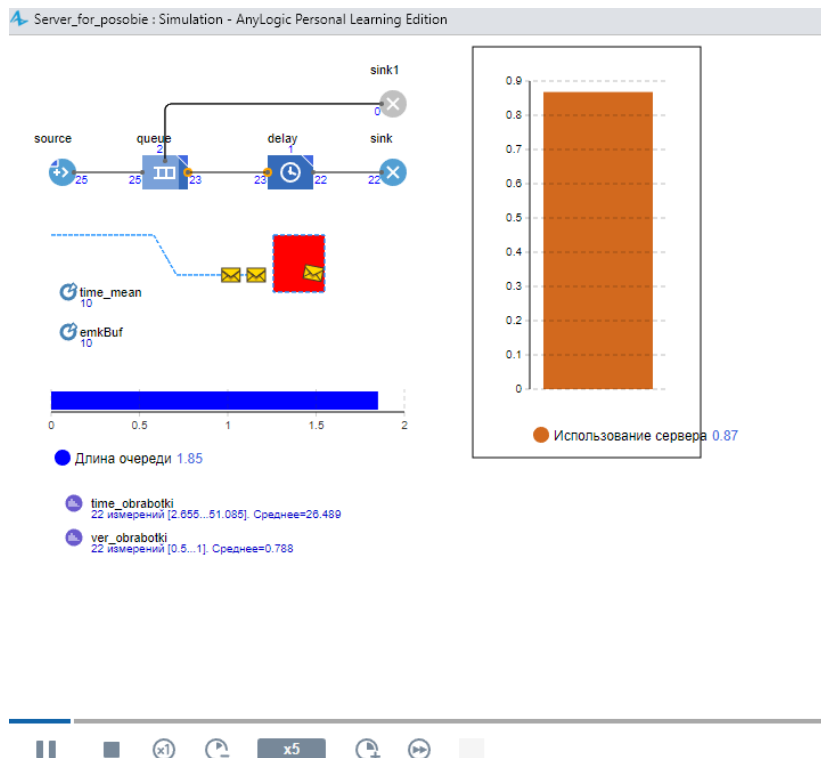 Server_for_posobie : Simulation - AnyLogic Personal Learning Edition
sink1
0
source
queue
delay
sink
2
1
25
25
23
23
22
22
time_mean
10
emkBuf
10
0
0.5
1
1.5
2
Длина очереди 1.85
time_obrabotki
22 измерений [2.655...51.085]. Среднее=26.489
ver_obrabotki
22 измерений [0.5...1]. Среднее=0.788
0.9
0.8
0.7
0.6
0.5
0.4
0.3
0.2
0.1
0
Использование сервера 0.87
x1
x5